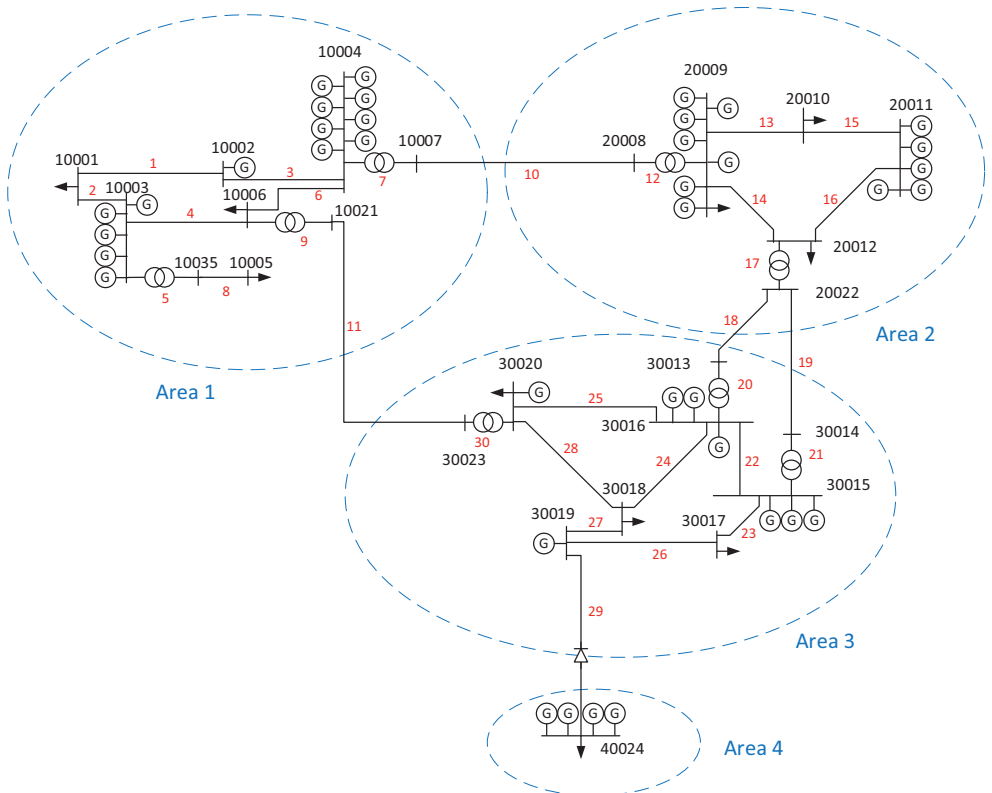 10004
G G
G G
G G
G G
20009
G
G
G
G
G
G
G
20010
20011
G
G
G
G G
13
15
10001
10002
G
1
3
10007
7
20008
12
10
2
10003
G
G
G
G
G
6
10006
4
9
10021
14
16
20012
10035
10005
5
8
17
20022
Area 2
18
19
11
Area 1
30020
G
30013
20
G G
25
30016
G
30014
21
30023
30
28
24
22
30018
30015
G G G
30019
G
27
30017
23
26
29
Area 3
G G G G
40024
Area 4